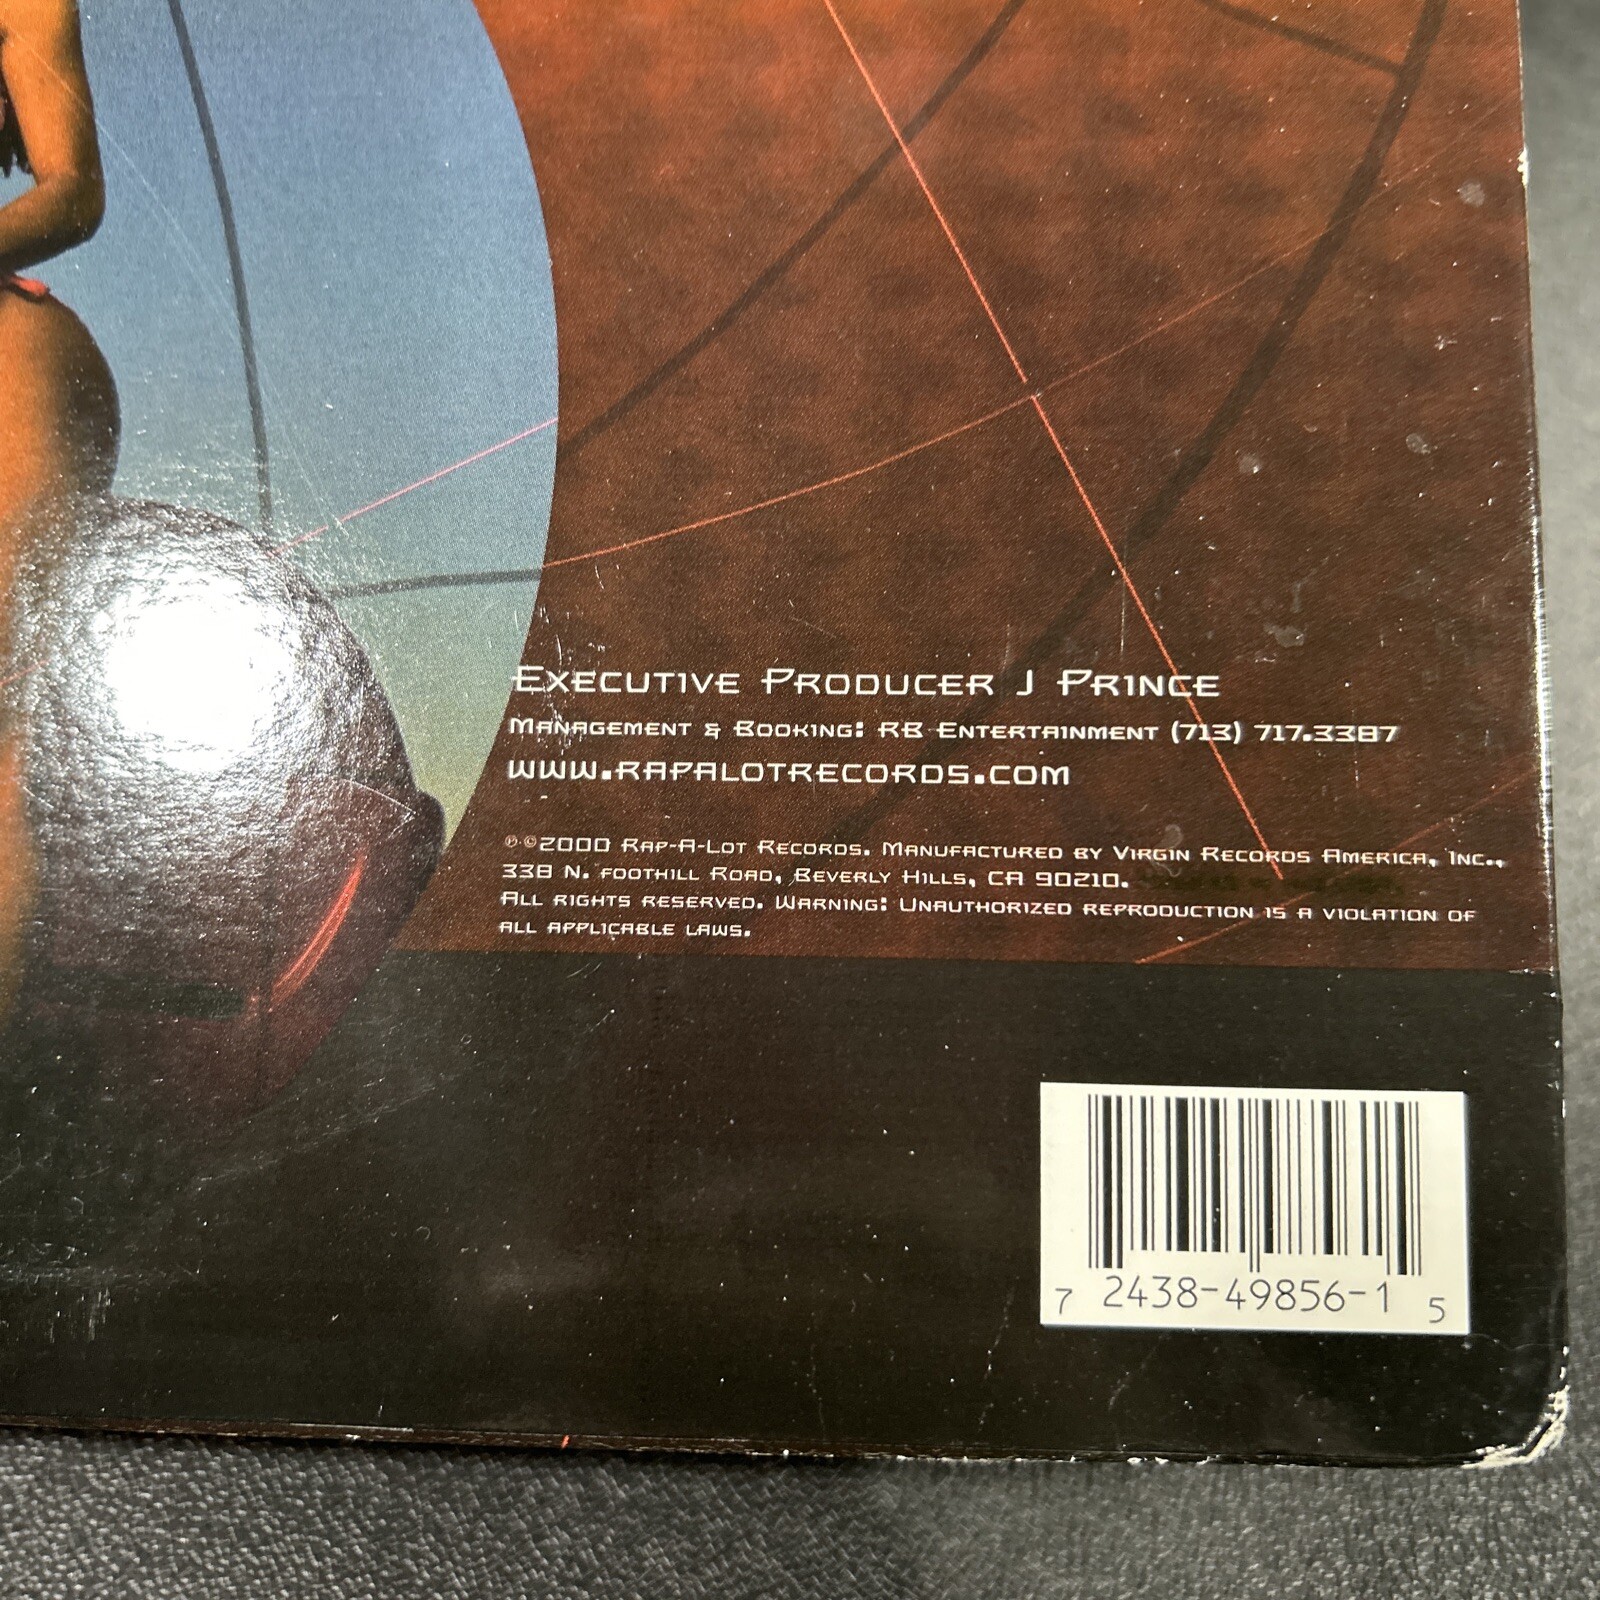 Executive Producer J Prince
Management & Booking: RB Entertainment (713) 717.3387
www.rapalotrecords.com
℗·©2000 Rap-A-Lot Records. Manufactured by Virgin Records America, Inc.,
338 N. foothill Road, Beverly Hills, CA 90210.
All rights reserved. Warning: Unauthorized reproduction is a violation of
all applicable laws.
7 2438-49856-1 5